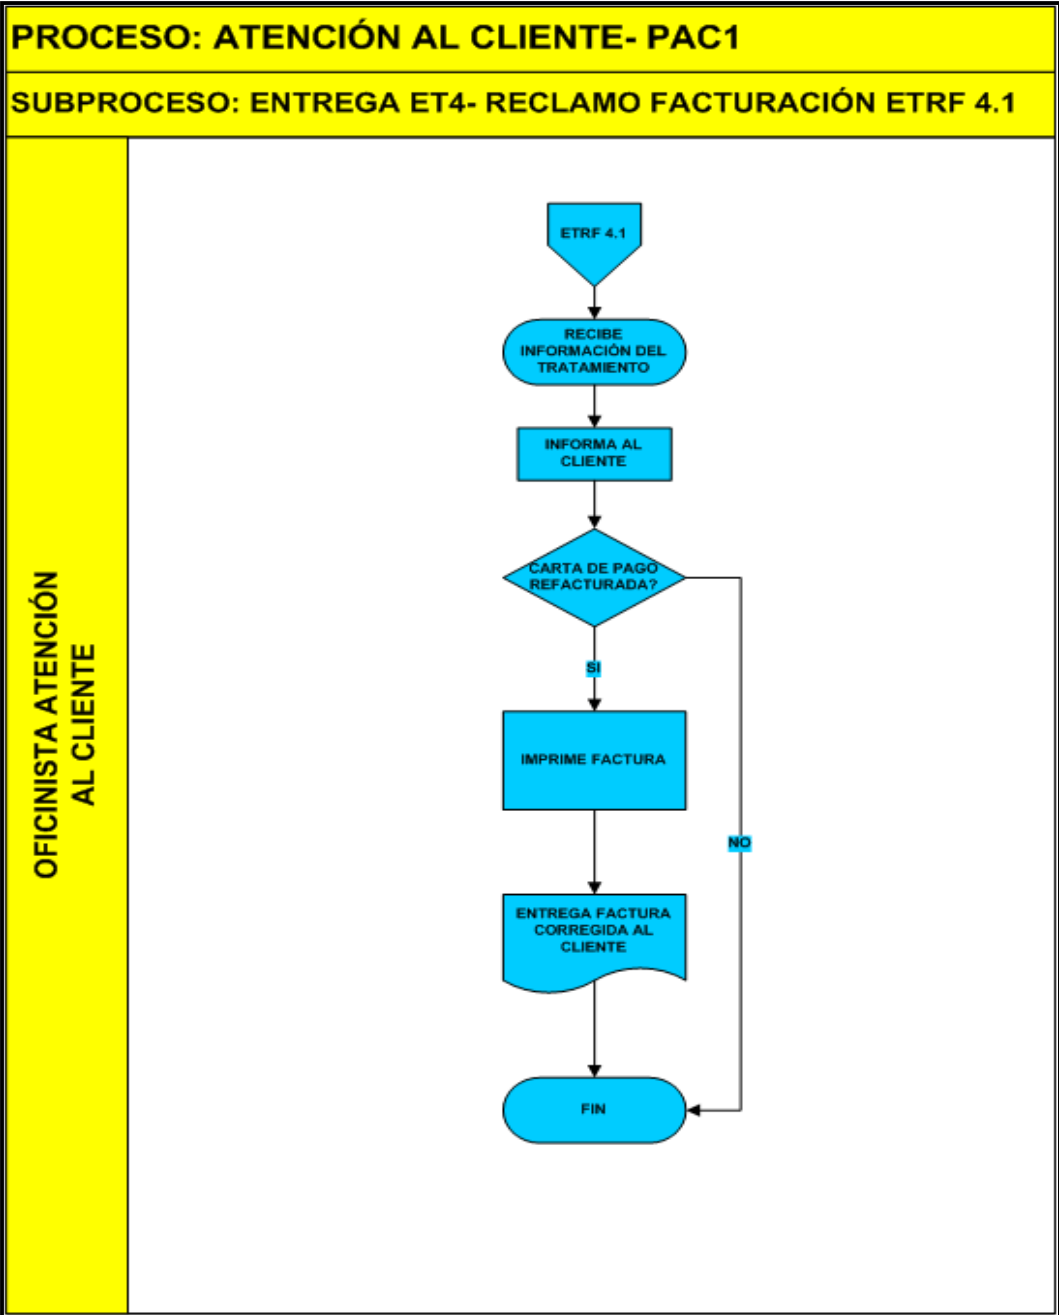 PROCESO: ATENCIÓN AL CLIENTE- PAC1
SUBPROCESO: ENTREGA ET4- RECLAMO FACTURACIÓN ETRF 4.1
OFICINISTA ATENCIÓN
AL CLIENTE
ETRF 4.1
RECIBE
INFORMACIÓN DEL
TRATAMIENTO
INFORMA AL
CLIENTE
CARTA DE PAGO
REFACTURADA?
SI
IMPRIME FACTURA
NO
ENTREGA FACTURA
CORREGIDA AL
CLIENTE
FIN